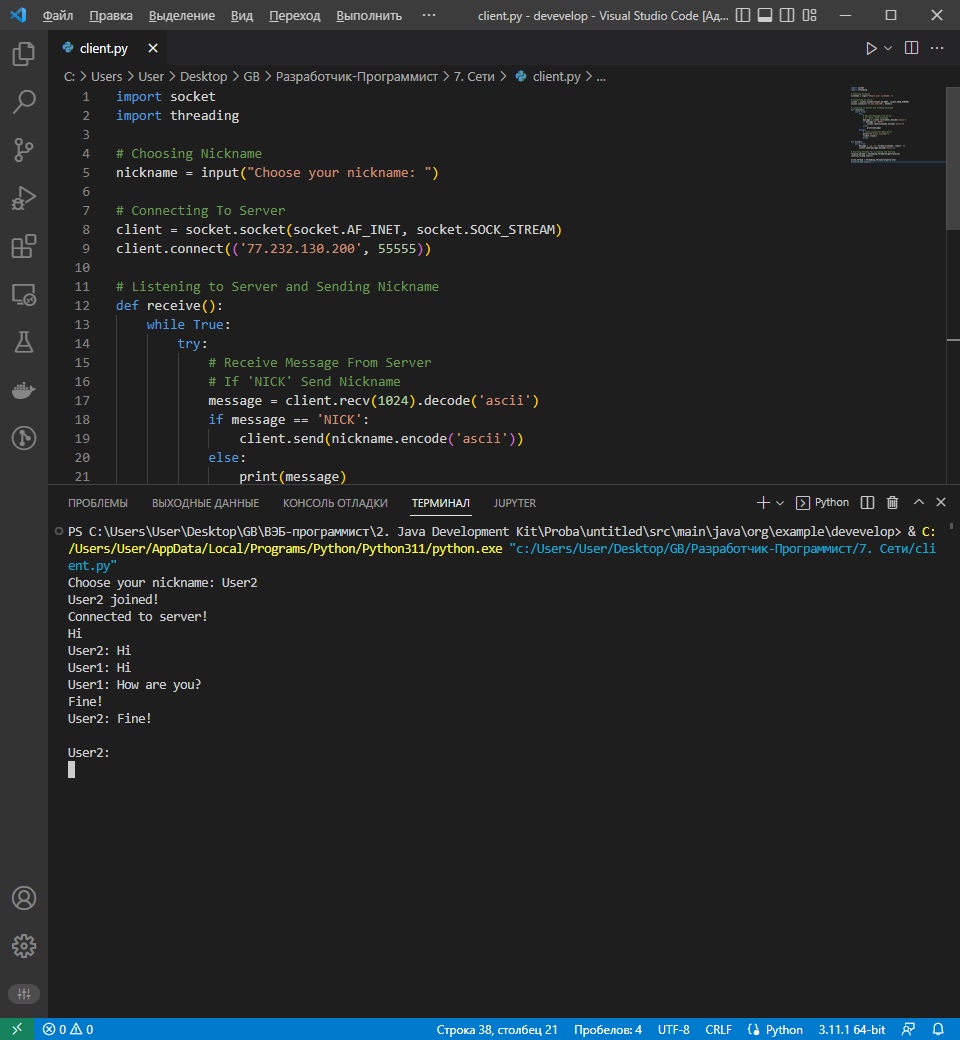 Файл Правка Выделение Вид Переход Выполнить ··· client.py - devevelop - Visual Studio Code [Ад...
client.py
C: > Users > User > Desktop > GB > Разработчик-Программист > 7. Сети > client.py > ...
1 import socket
2 import threading
3
4 # Choosing Nickname
5 nickname = input("Choose your nickname: ")
6
7 # Connecting To Server
8 client = socket.socket(socket.AF_INET, socket.SOCK_STREAM)
9 client.connect(('77.232.130.200', 55555))
10
11 # Listening to Server and Sending Nickname
12 def receive():
13 while True:
14 try:
15 # Receive Message From Server
16 # If 'NICK' Send Nickname
17 message = client.recv(1024).decode('ascii')
18 if message == 'NICK':
19 client.send(nickname.encode('ascii'))
20 else:
21 print(message)
ПРОБЛЕМЫ ВЫХОДНЫЕ ДАННЫЕ КОНСОЛЬ ОТЛАДКИ ТЕРМИНАЛ JUPYTER Python
PS C:\Users\User\Desktop\GB\ВЭБ-программист\2. Java Development Kit\Proba\untitled\src\main\java\org\example\devevelop> & C:
/Users/User/AppData/Local/Programs/Python/Python311/python.exe "c:/Users/User/Desktop/GB/Разработчик-Программист/7. Сети/cli
ent.py"
Choose your nickname: User2
User2 joined!
Connected to server!
Hi
User2: Hi
User1: Hi
User1: How are you?
Fine!
User2: Fine!
User2:
0 0 Строка 38, столбец 21 Пробелов: 4 UTF-8 CRLF Python 3.11.1 64-bit